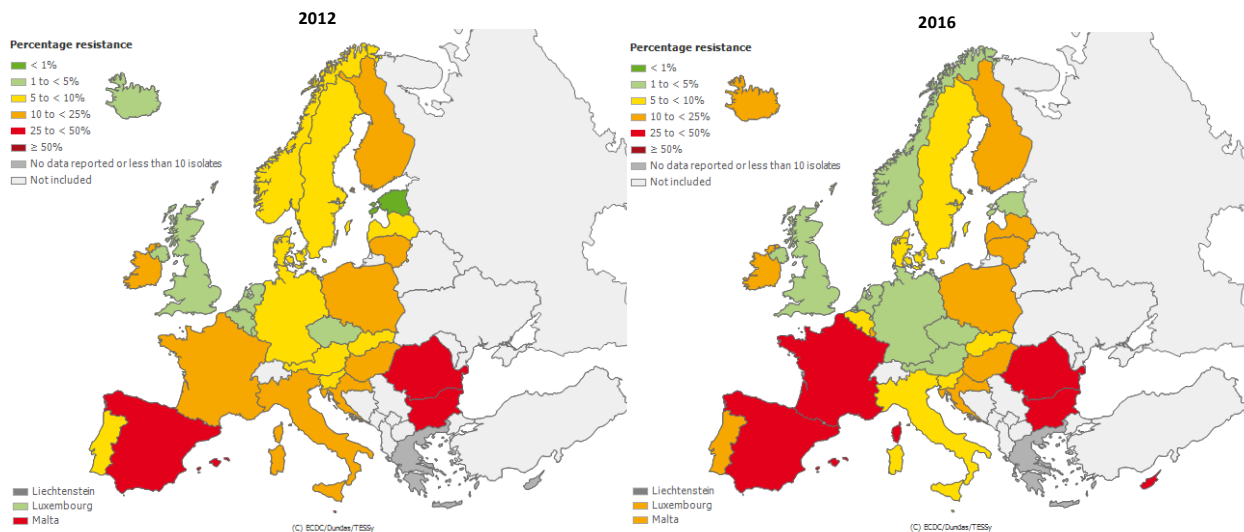 2012
Percentage resistance
< 1%
1 to < 5%
5 to < 10%
10 to < 25%
25 to < 50%
≥ 50%
No data reported or less than 10 isolates
Not included
Liechtenstein
Luxembourg
Malta
(C) ECDC/Dundas/TESSy
2016
Percentage resistance
< 1%
1 to < 5%
5 to < 10%
10 to < 25%
25 to < 50%
≥ 50%
No data reported or less than 10 isolates
Not included
Liechtenstein
Luxembourg
Malta
(C) ECDC/Dundas/TESSy